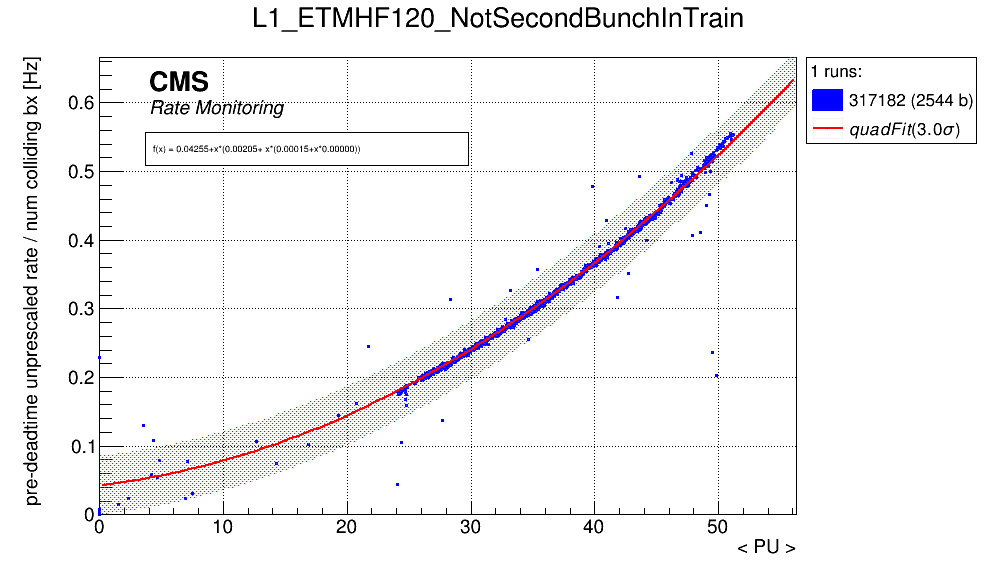 L1_ETMHF120_NotSecondBunchInTrain
pre-deadtime unprescaled rate / num colliding bx [Hz]
CMS
Rate Monitoring
f(x) = 0.04255+x*(0.00205+ x*(0.00015+x*0.00000))
0.6
0.5
0.4
0.3
0.2
0.1
0
0 10 20 30 40 50
< PU >
1 runs:
317182 (2544 b)
quadFit(3.0σ)